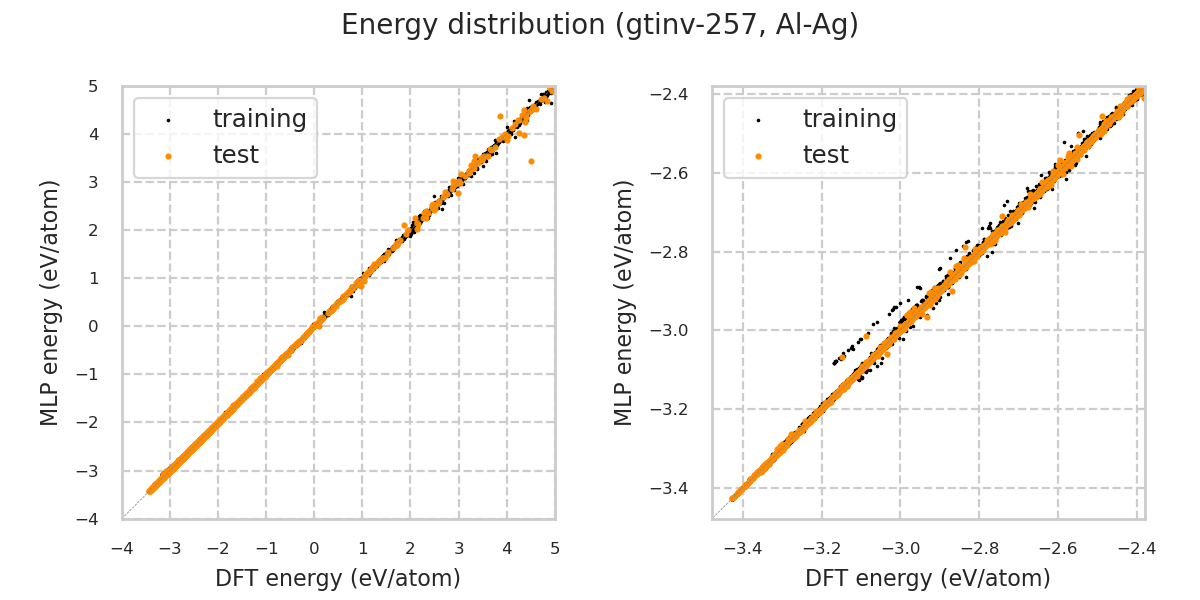 Energy distribution (gtinv-257, Al-Ag)
training
test
MLP energy (eV/atom)
5
4
3
2
1
0
−1
−2
−3
−4
−4 −3 −2 −1 0 1 2 3 4 5
DFT energy (eV/atom)
training
test
MLP energy (eV/atom)
−2.4
−2.6
−2.8
−3.0
−3.2
−3.4
−3.4 −3.2 −3.0 −2.8 −2.6 −2.4
DFT energy (eV/atom)